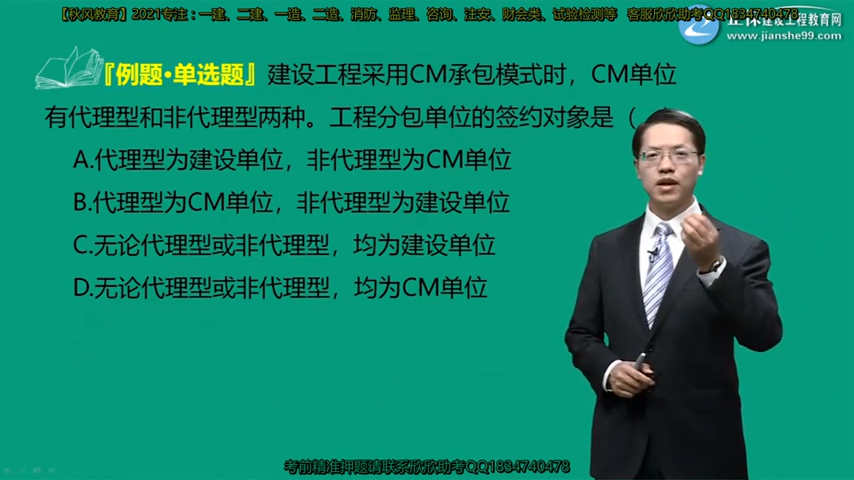 【秋风教育】2021专注：一建、二建、一造、二造、消防、监理、咨询、注安、财会类、试验检测等 客服欣欣助考QQ1834740478
建设工程教育网
www.jianshe99.com
『例题·单选题』建设工程采用CM承包模式时，CM单位
有代理型和非代理型两种。工程分包单位的签约对象是（
A.代理型为建设单位，非代理型为CM单位
B.代理型为CM单位，非代理型为建设单位
C.无论代理型或非代理型，均为建设单位
D.无论代理型或非代理型，均为CM单位
考前精准押题请联系欣欣助考QQ1834740478